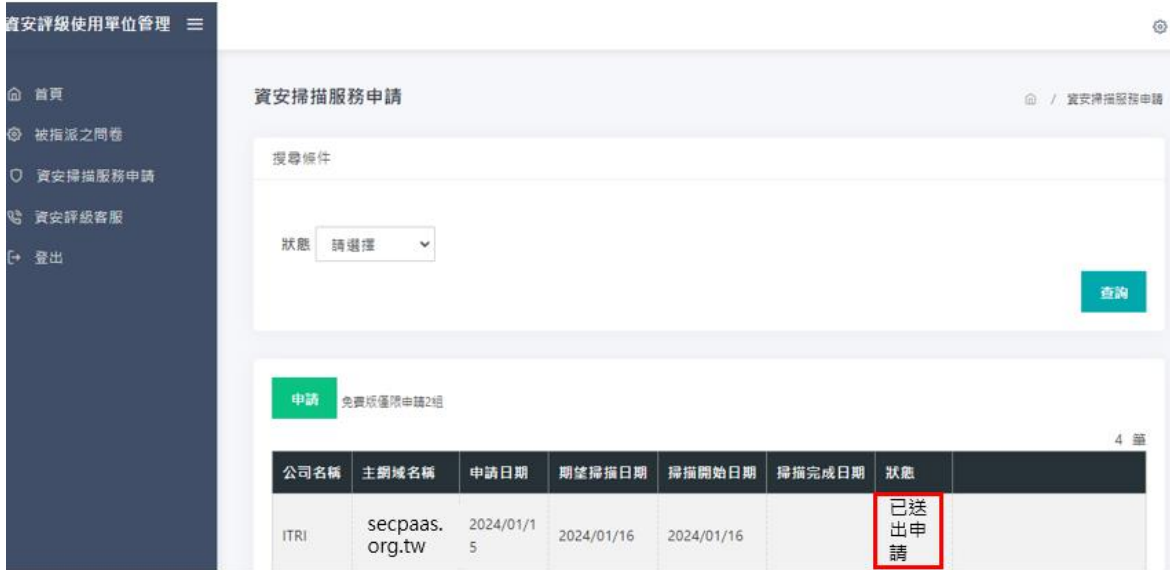 資安評級使用單位管理
首頁
被指派之問卷
資安掃描服務申請
資安評級客服
登出
資安掃描服務申請
/ 資安掃描服務申請
搜尋條件
狀態 請選擇
查詢
申請 免費版僅限申請2組
4 筆
公司名稱 主網域名稱 申請日期 期望掃描日期 掃描開始日期 掃描完成日期 狀態
ITRI secpaas. 2024/01/1 2024/01/16 2024/01/16 已送
org.tw 5 出申
請